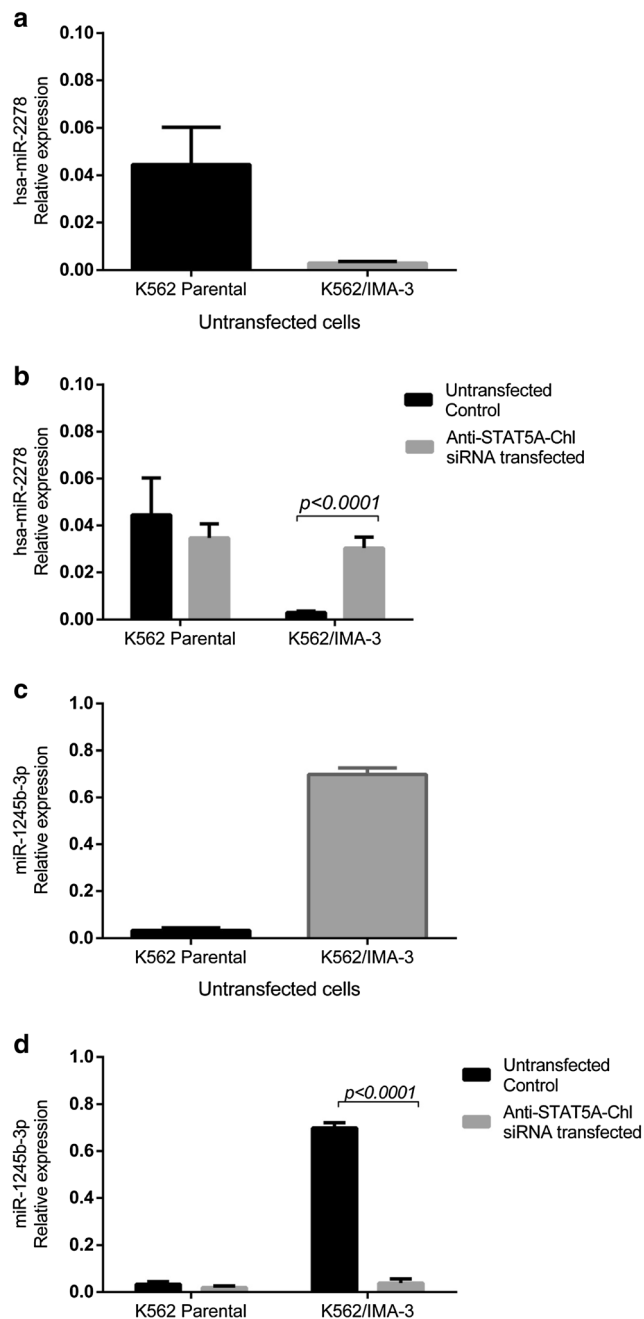 a
hsa-miR-2278
Relative expression
0.10
0.08
0.06
0.04
0.02
0.00
K562 Parental
K562/IMA-3
Untransfected cells
b
hsa-miR-2278
Relative expression
0.10
0.08
0.06
0.04
0.02
0.00
p<0.0001
K562 Parental
K562/IMA-3
Untransfected
Control
Anti-STAT5A-Chl
siRNA transfected
c
miR-1245b-3p
Relative expression
1.0
0.8
0.6
0.4
0.2
0.0
K562 Parental
K562/IMA-3
Untransfected cells
d
miR-1245b-3p
Relative expression
1.0
0.8
0.6
0.4
0.2
0.0
p<0.0001
K562 Parental
K562/IMA-3
Untransfected
Control
Anti-STAT5A-Chl
siRNA transfected